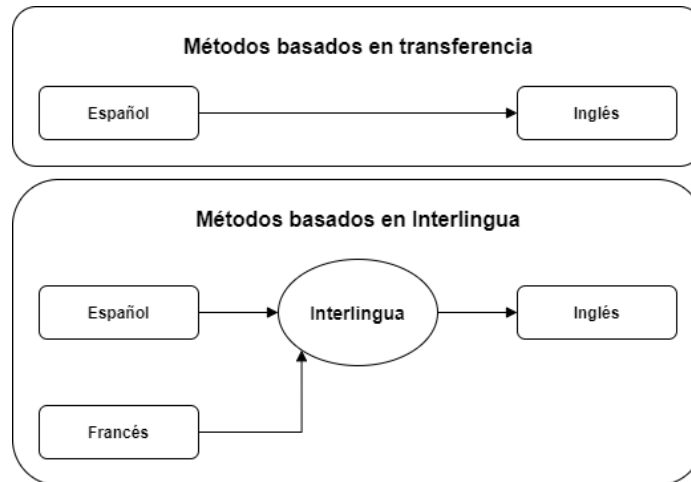 Métodos basados en transferencia
Español
Inglés
Métodos basados en Interlingua
Español
Interlingua
Inglés
Francés